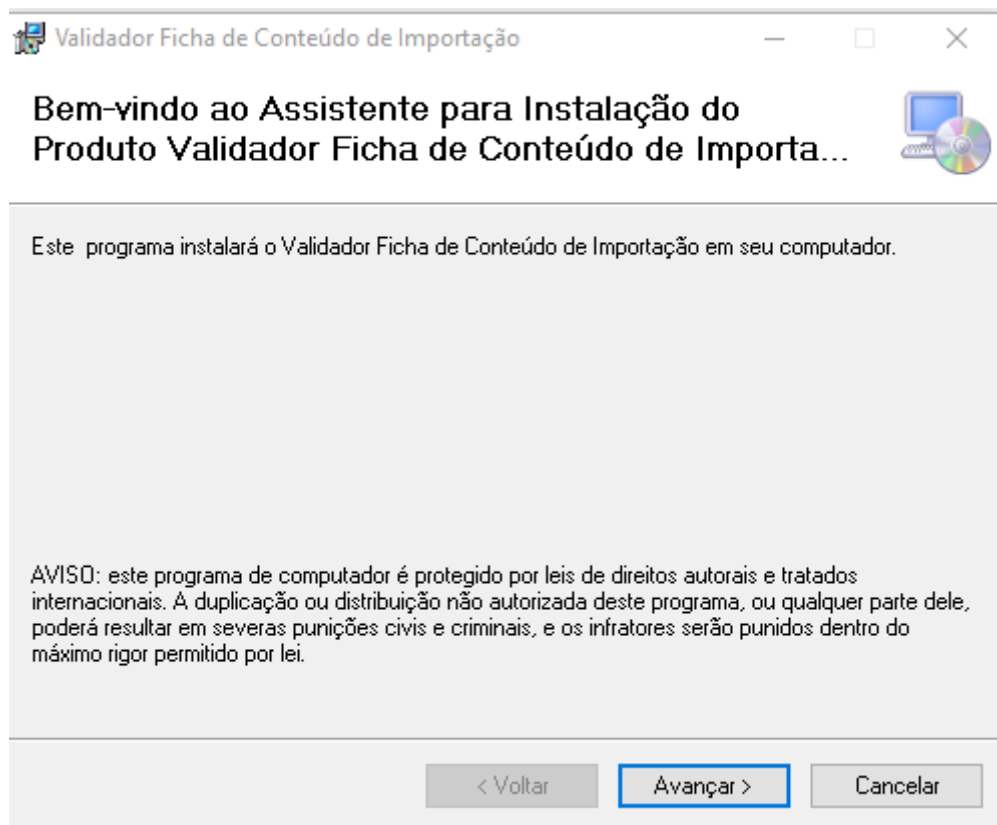 Validador Ficha de Conteúdo de Importação
Bem-vindo ao Assistente para Instalação do
Produto Validador Ficha de Conteúdo de Importa...
Este  programa instalará o Validador Ficha de Conteúdo de Importação em seu computador.
AVISO: este programa de computador é protegido por leis de direitos autorais e tratados
internacionais. A duplicação ou distribuição não autorizada deste programa, ou qualquer parte dele,
poderá resultar em severas punições civis e criminais, e os infratores serão punidos dentro do
máximo rigor permitido por lei.
< Voltar Avançar > Cancelar